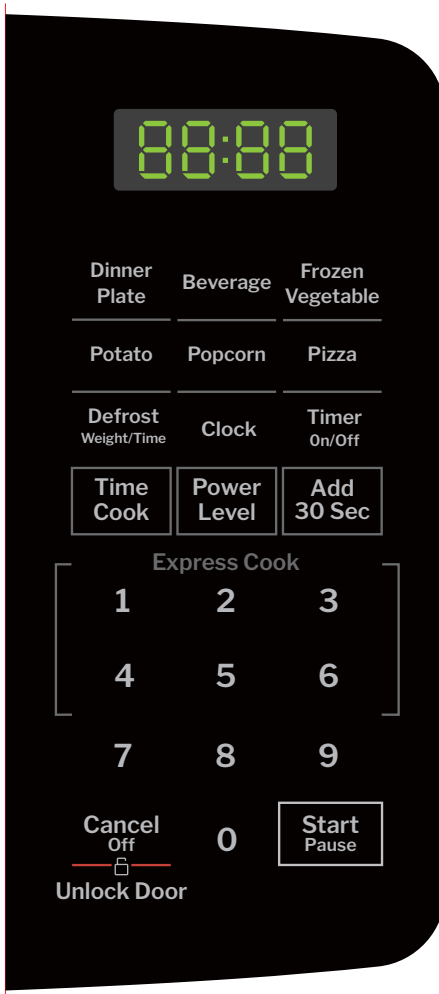 88:88
Dinner
Plate
Beverage
Frozen
Vegetable
Potato
Popcorn
Pizza
Defrost
Weight/Time
Clock
Timer
On/Off
Time
Cook
Power
Level
Add
30 Sec
Express Cook
1
2
3
4
5
6
7
8
9
Cancel
Off
Unlock Door
0
Start
Pause